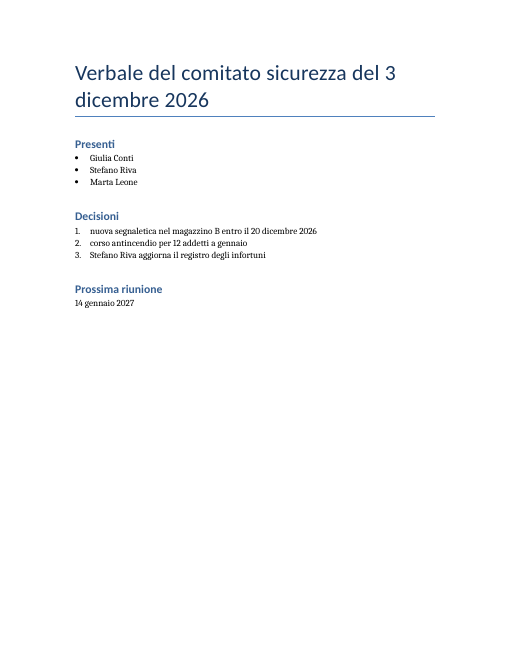 Verbale del comitato sicurezza del 3
dicembre 2026
Presenti
• Giulia Conti
• Stefano Riva
• Marta Leone
Decisioni
1. nuova segnaletica nel magazzino B entro il 20 dicembre 2026
2. corso antincendio per 12 addetti a gennaio
3. Stefano Riva aggiorna il registro degli infortuni
Prossima riunione
14 gennaio 2027